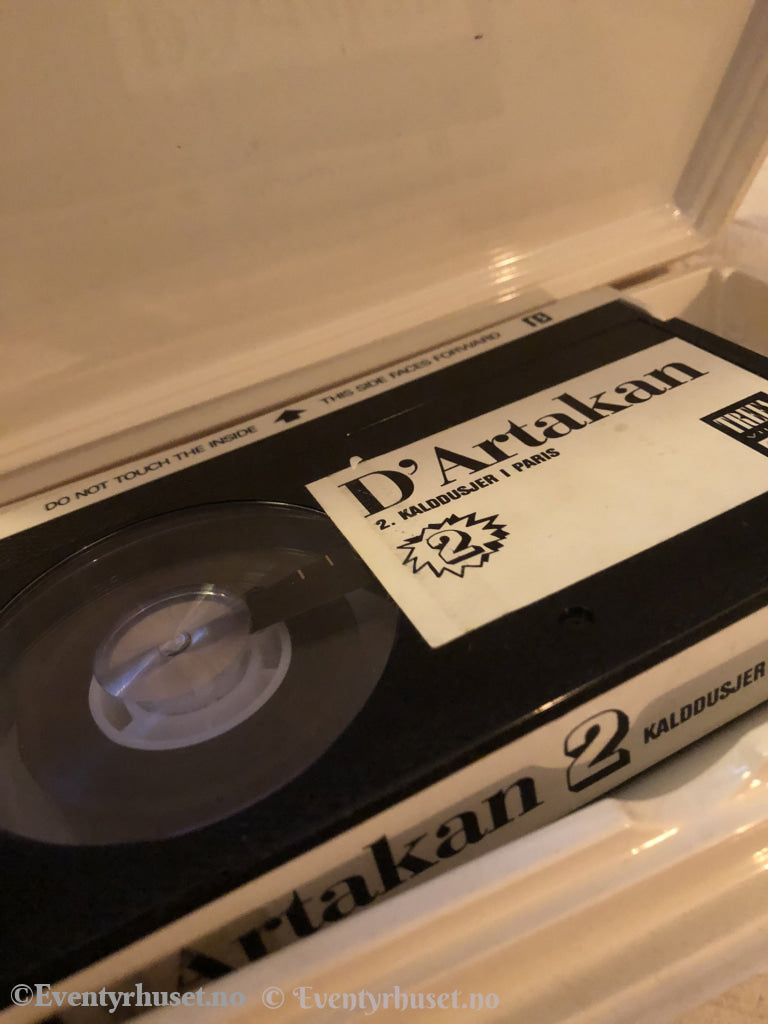 DO NOT TOUCH THE INSIDE THIS SIDE FACES FORWARD
D'Artakan
2. KALDDUSJER I PARIS
2
Artakan 2 KALDDUSJER
©Eventyrhuset.no © Eventyrhuset.no